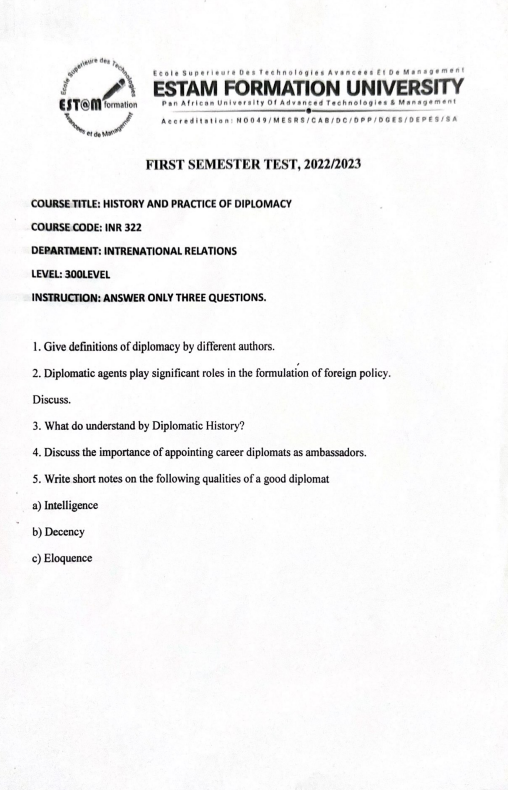 Ecole Superieure des Technologies
EST@M formation
Avancées et de Management
Ecole Superieure Des Technologies Avancees Et De Management
ESTAM FORMATION UNIVERSITY
Pan African University Of Advanced Technologies & Management
Accreditation: N0049/MESRS/CAB/DC/DPP/DGES/DEPES/SA
FIRST SEMESTER TEST, 2022/2023
COURSE TITLE: HISTORY AND PRACTICE OF DIPLOMACY
COURSE CODE: INR 322
DEPARTMENT: INTRENATIONAL RELATIONS
LEVEL: 300LEVEL
INSTRUCTION: ANSWER ONLY THREE QUESTIONS.
1. Give definitions of diplomacy by different authors.
2. Diplomatic agents play significant roles in the formulation of foreign policy.
Discuss.
3. What do understand by Diplomatic History?
4. Discuss the importance of appointing career diplomats as ambassadors.
5. Write short notes on the following qualities of a good diplomat
a) Intelligence
b) Decency
c) Eloquence